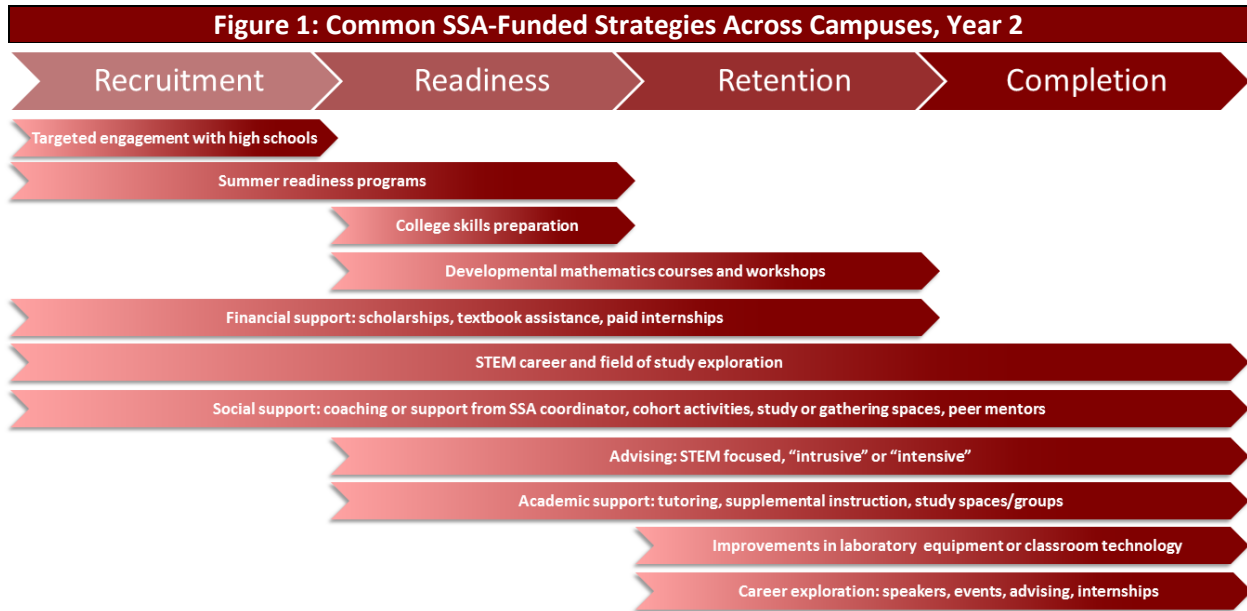 Figure 1: Common SSA-Funded Strategies Across Campuses, Year 2
Recruitment
Readiness
Retention
Completion
Targeted engagement with high schools
Summer readiness programs
College skills preparation
Developmental mathematics courses and workshops
Financial support: scholarships, textbook assistance, paid internships
STEM career and field of study exploration
Social support: coaching or support from SSA coordinator, cohort activities, study or gathering spaces, peer mentors
Advising: STEM focused, “intrusive” or “intensive”
Academic support: tutoring, supplemental instruction, study spaces/groups
Improvements in laboratory equipment or classroom technology
Career exploration: speakers, events, advising, internships